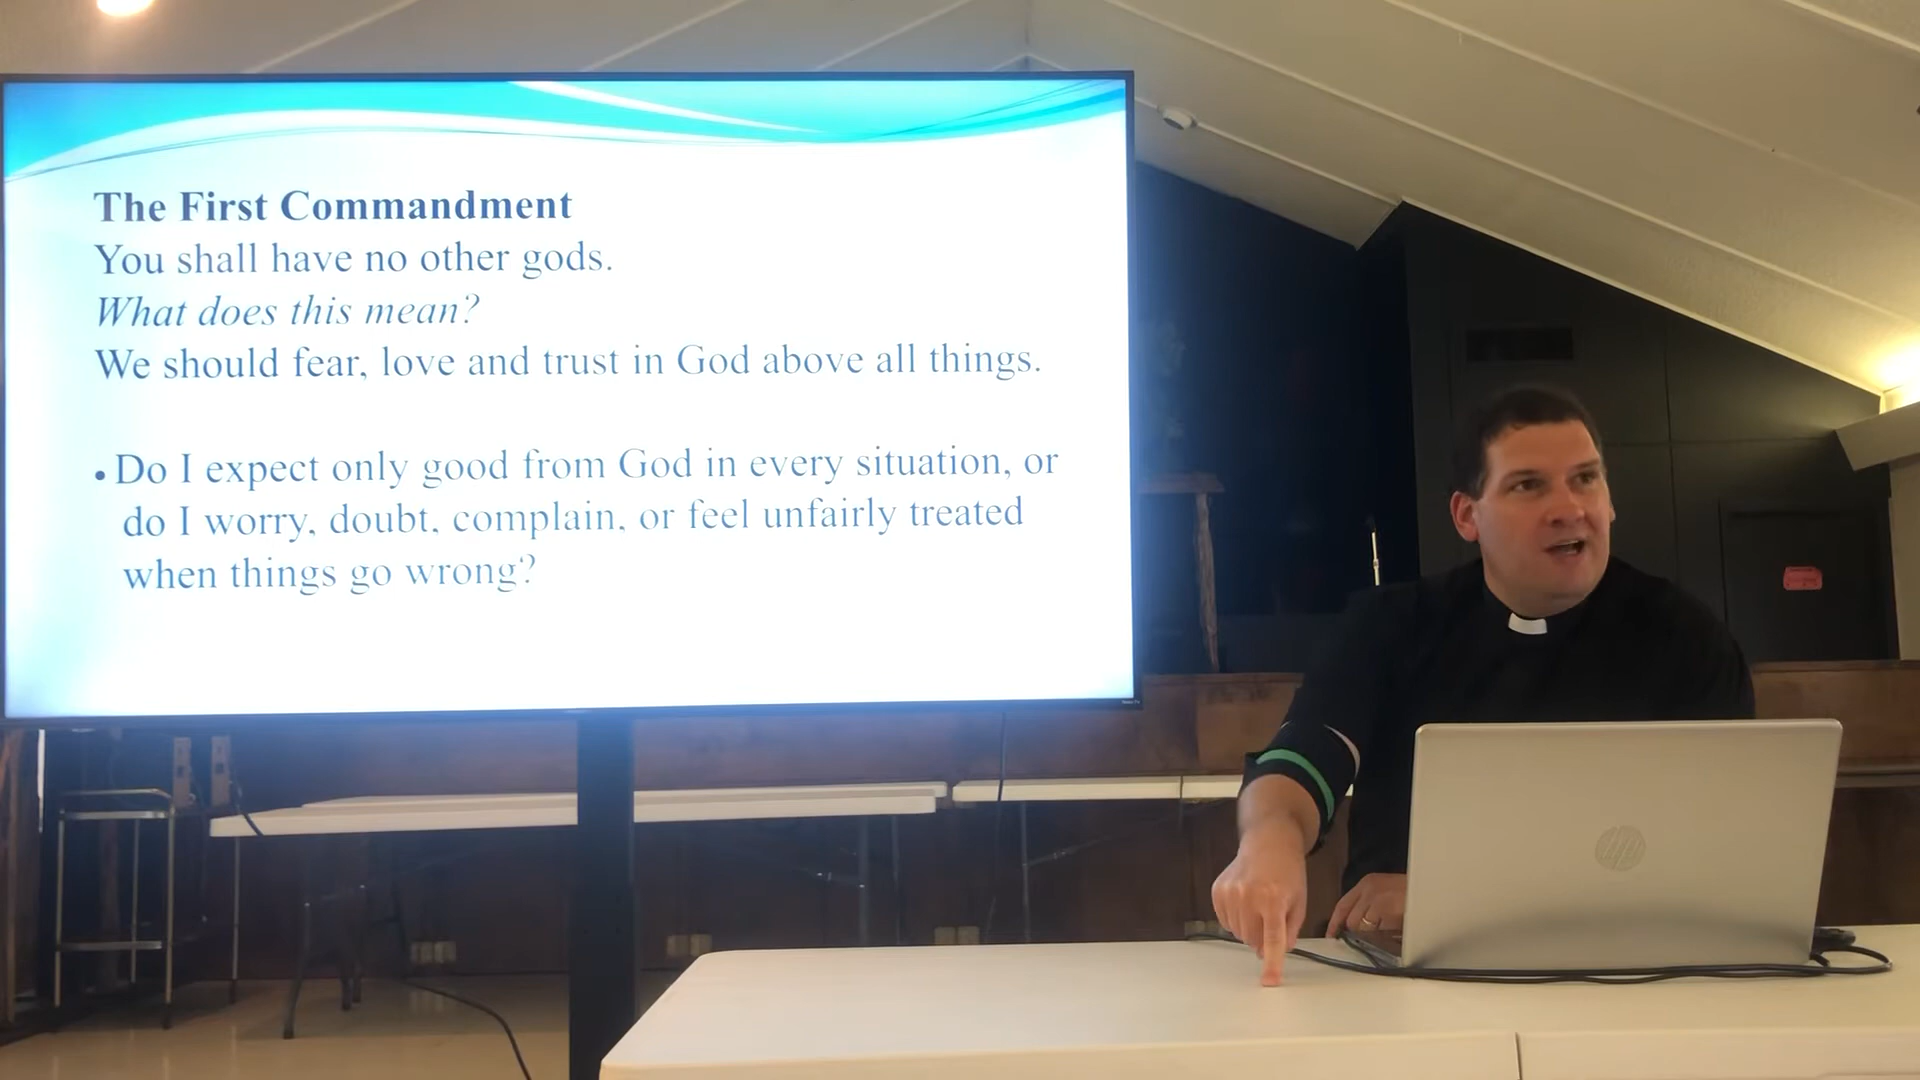 The First Commandment
You shall have no other gods.
What does this mean?
We should fear, love and trust in God above all things.
• Do I expect only good from God in every situation, or
do I worry, doubt, complain, or feel unfairly treated
when things go wrong?
hp